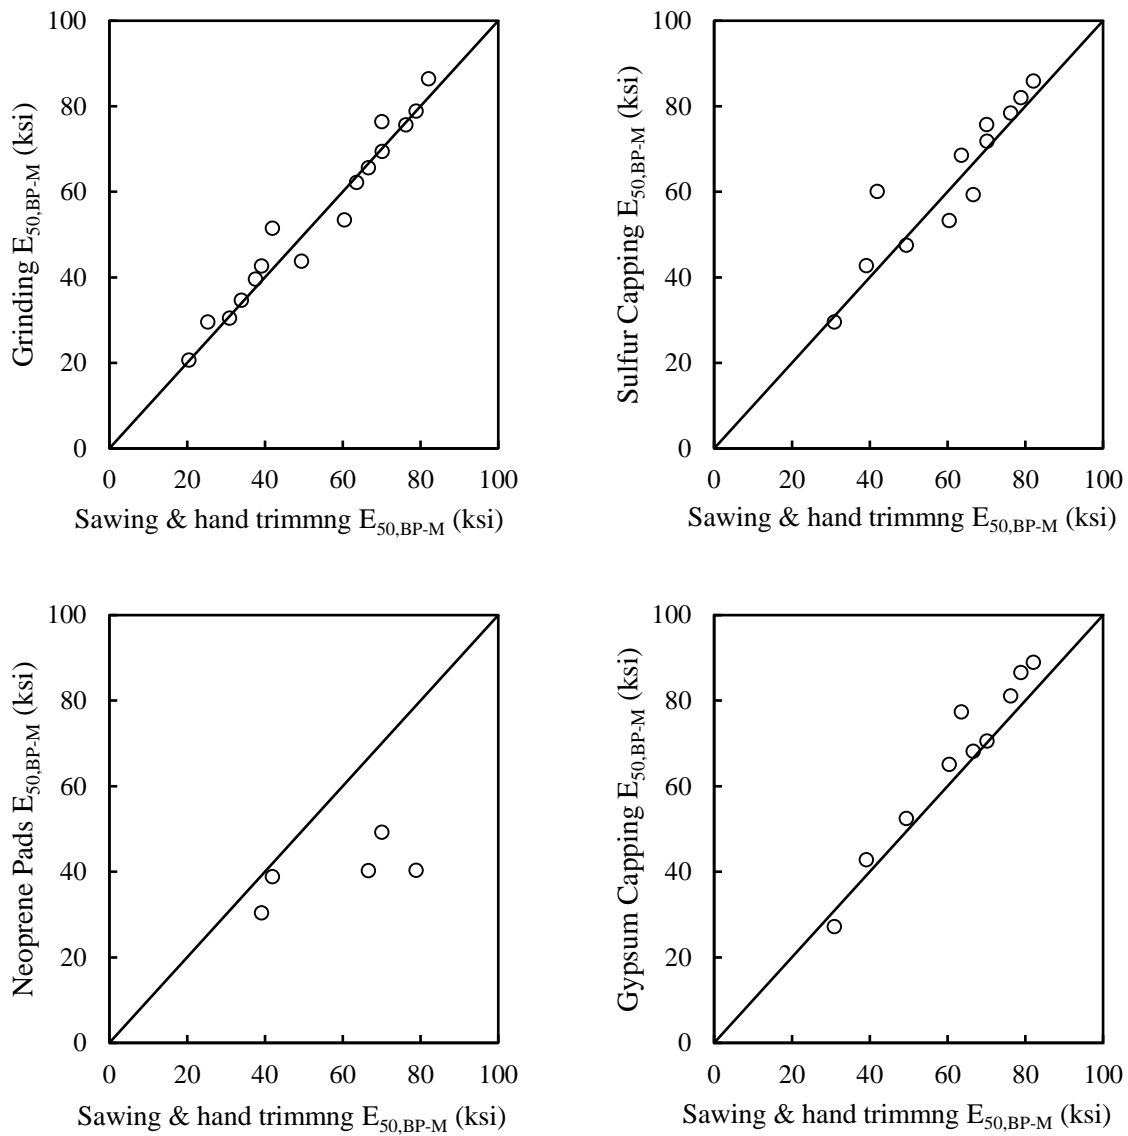 Grinding E50,BP-M (ksi)
100
80
60
40
20
0
0 20 40 60 80 100
Sawing & hand trimmng E50,BP-M (ksi)
Sulfur Capping E50,BP-M (ksi)
100
80
60
40
20
0
0 20 40 60 80 100
Sawing & hand trimmng E50,BP-M (ksi)
Neoprene Pads E50,BP-M (ksi)
100
80
60
40
20
0
0 20 40 60 80 100
Sawing & hand trimmng E50,BP-M (ksi)
Gypsum Capping E50,BP-M (ksi)
100
80
60
40
20
0
0 20 40 60 80 100
Sawing & hand trimmng E50,BP-M (ksi)